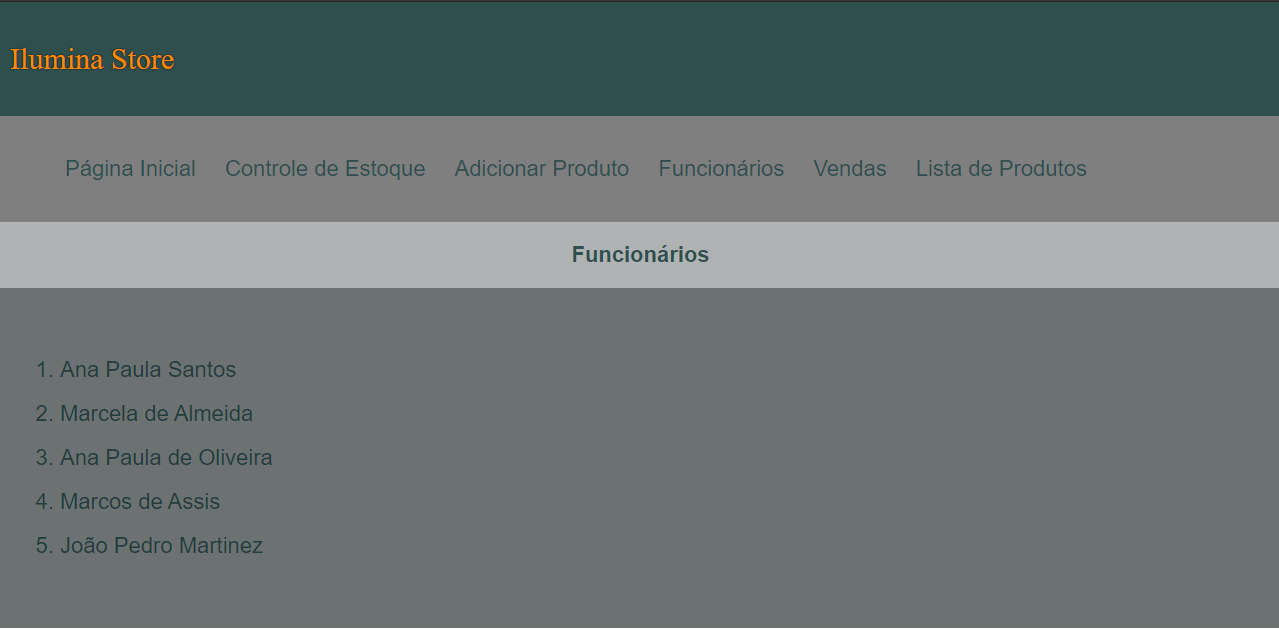 Ilumina Store
Página Inicial Controle de Estoque Adicionar Produto Funcionários Vendas Lista de Produtos
Funcionários
1. Ana Paula Santos
2. Marcela de Almeida
3. Ana Paula de Oliveira
4. Marcos de Assis
5. João Pedro Martinez